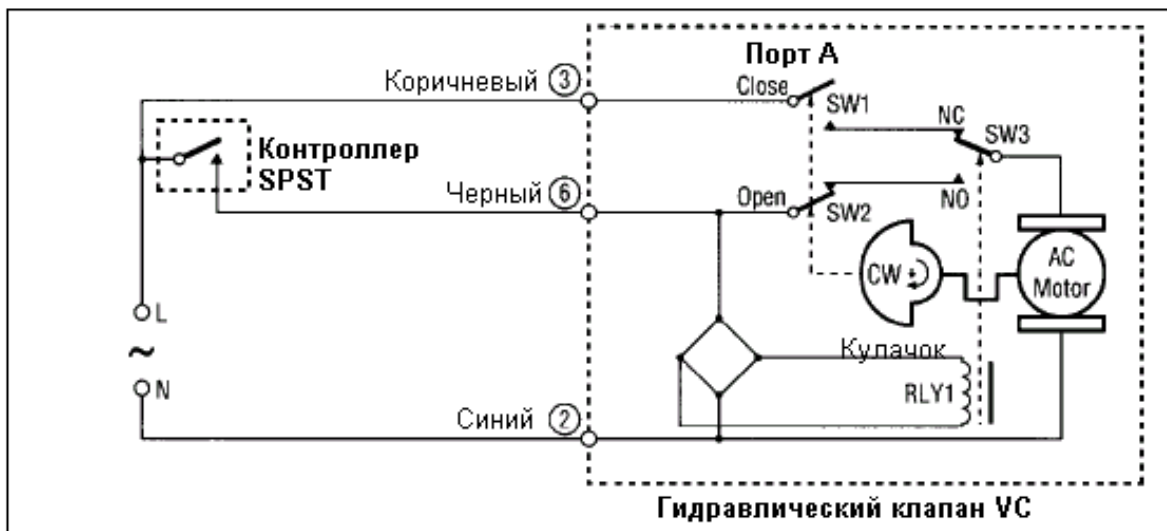 Порт А
Коричневый 3
Close
SW1
NC
SW3
Контроллер
SPST
Черный 6
Open
SW2
NO
CW
AC
Motor
L
~
N
Кулачок
RLY1
Синий 2
Гидравлический клапан VC